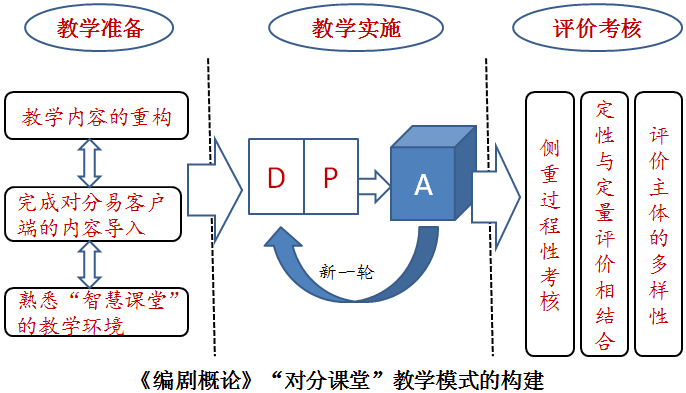 教学准备
教学实施
评价考核
教学内容的重构
完成对分易客户
端的内容导入
熟悉“智慧课堂”
的教学环境
D
P
A
新一轮
侧重过程性考核
定性与定量评价相结合
评价主体的多样性
《编剧概论》“对分课堂”教学模式的构建